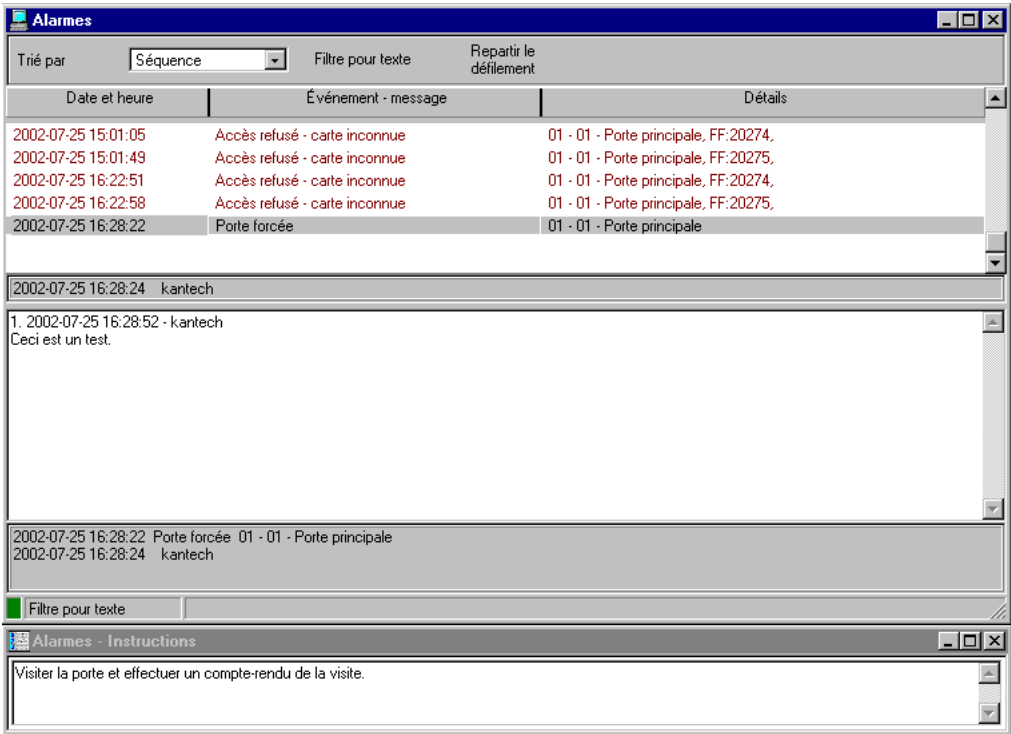 Alarmes
Trié par Séquence Filtre pour texte Repartir le
défilement
Date et heure Événement - message Détails
2002-07-25 15:01:05 Accès refusé - carte inconnue 01 - 01 - Porte principale, FF:20274,
2002-07-25 15:01:49 Accès refusé - carte inconnue 01 - 01 - Porte principale, FF:20275,
2002-07-25 16:22:51 Accès refusé - carte inconnue 01 - 01 - Porte principale, FF:20274,
2002-07-25 16:22:58 Accès refusé - carte inconnue 01 - 01 - Porte principale, FF:20275,
2002-07-25 16:28:22 Porte forcée 01 - 01 - Porte principale
2002-07-25 16:28:24 kantech
1. 2002-07-25 16:28:52 - kantech
Ceci est un test.
2002-07-25 16:28:22 Porte forcée 01 - 01 - Porte principale
2002-07-25 16:28:24 kantech
Filtre pour texte
Alarmes - Instructions
Visiter la porte et effectuer un compte-rendu de la visite.